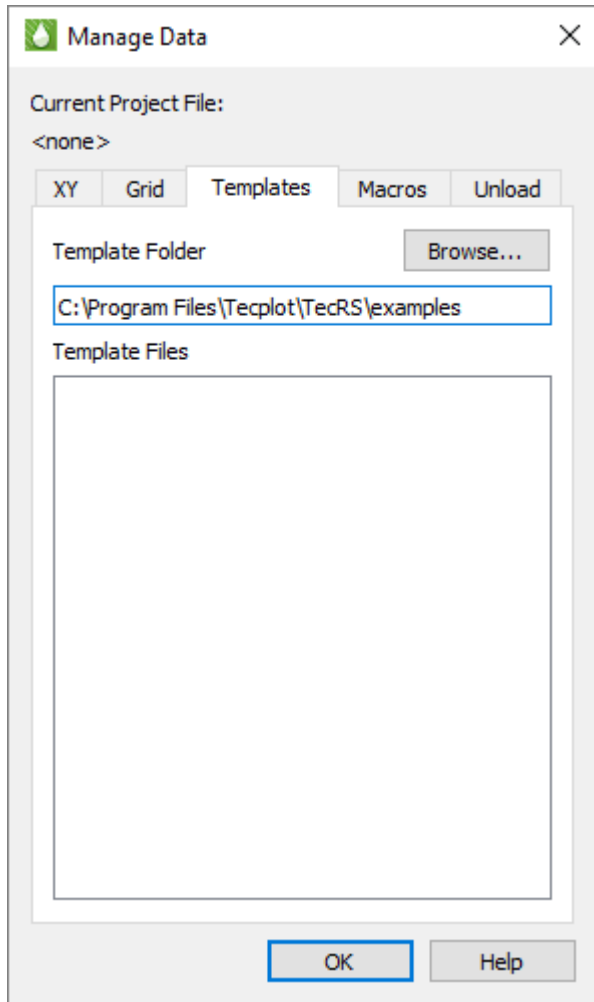 Manage Data
Current Project File:
<none>
XY Grid Templates Macros Unload
Template Folder Browse...
C:\Program Files\Tecplot\TecRS\examples
Template Files
OK Help